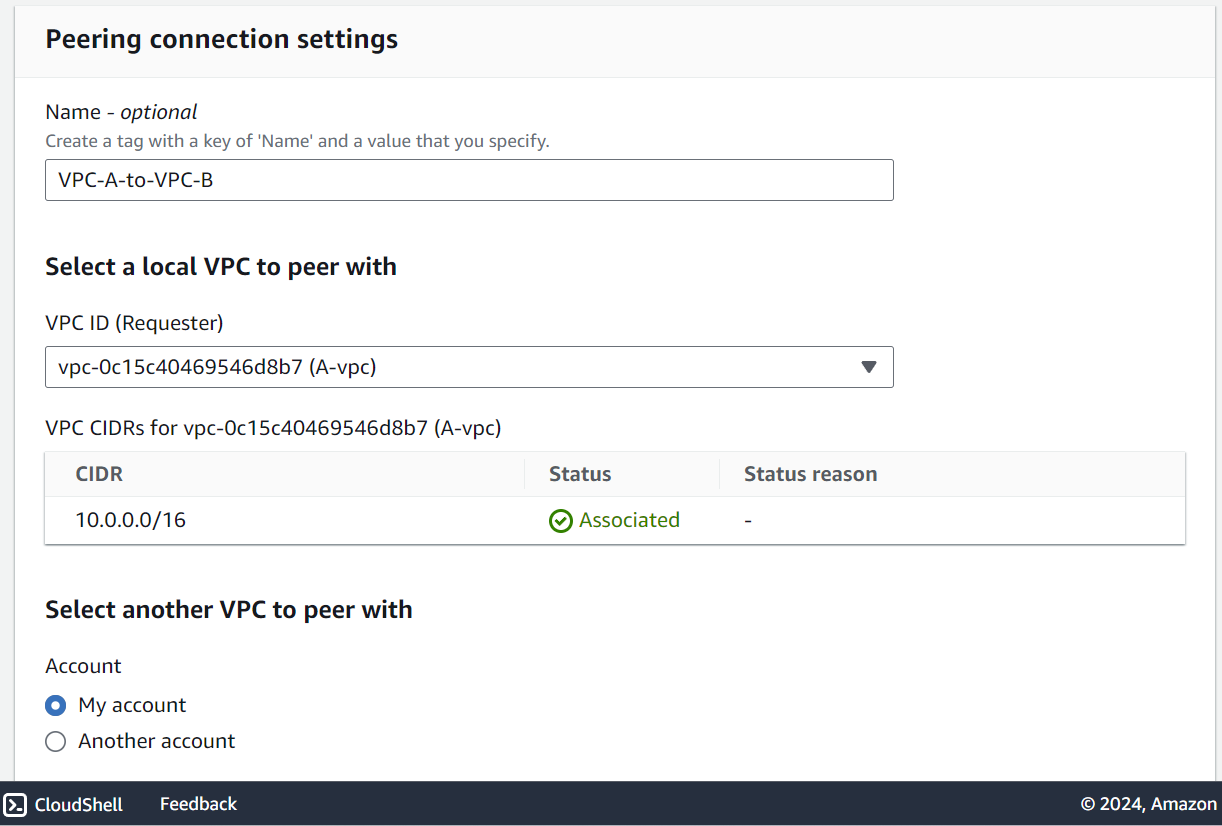 Peering connection settings
Name - optional
Create a tag with a key of 'Name' and a value that you specify.
VPC-A-to-VPC-B
Select a local VPC to peer with
VPC ID (Requester)
vpc-0c15c40469546d8b7 (A-vpc)
VPC CIDRs for vpc-0c15c40469546d8b7 (A-vpc)
CIDR Status Status reason
10.0.0.0/16 Associated -
Select another VPC to peer with
Account
My account
Another account
CloudShell Feedback © 2024, Amazon